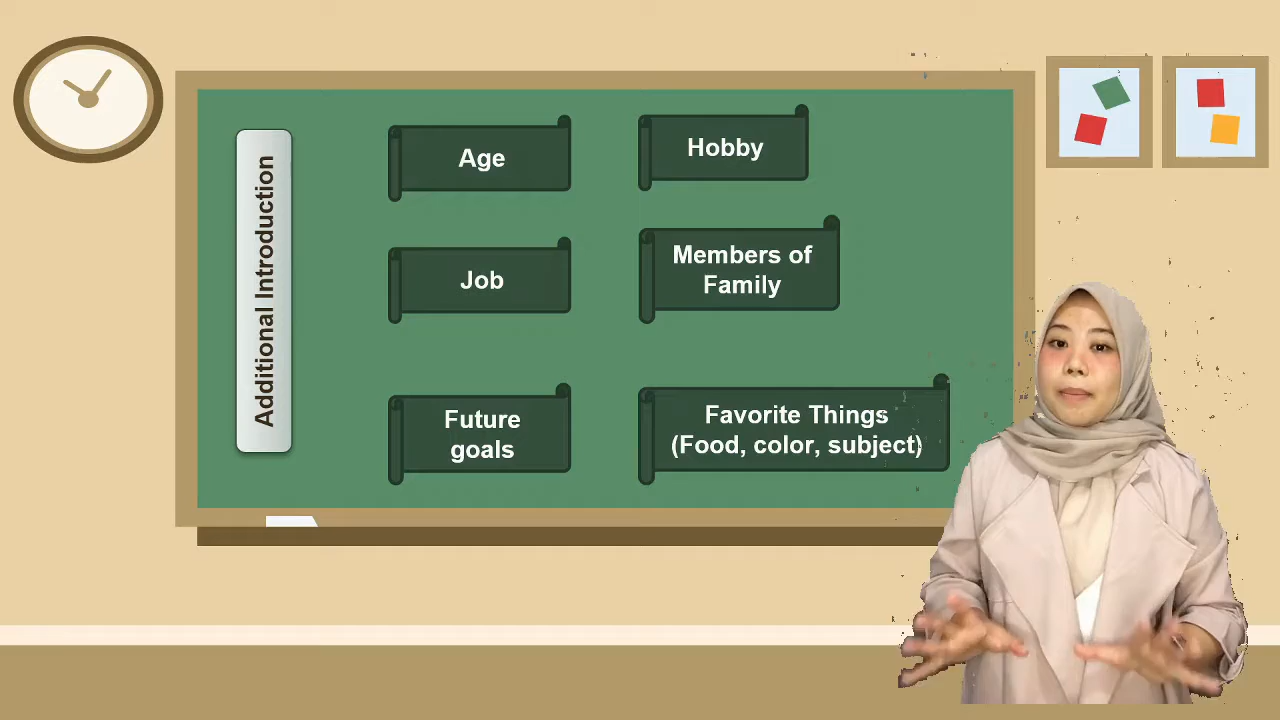 Additional Introduction
Age
Hobby
Job
Members of
Family
Future
goals
Favorite Things
(Food, color, subject)